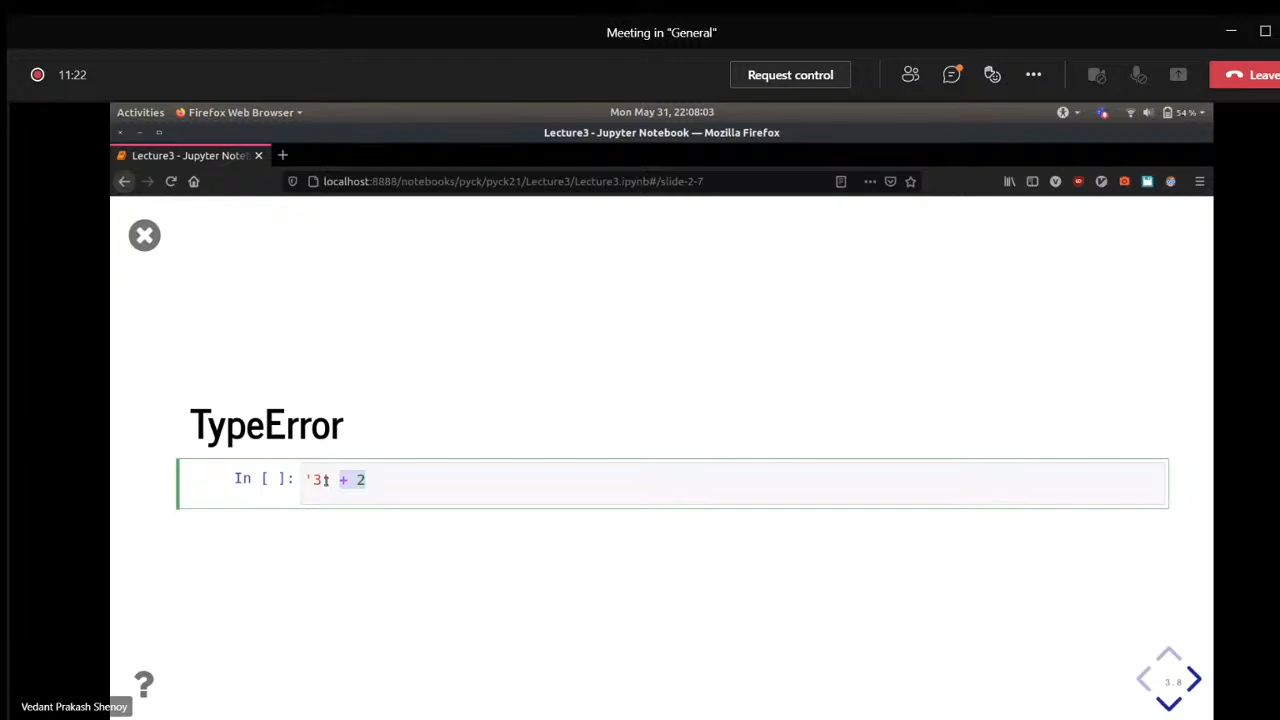 Meeting in "General"
11:22
Request control
Leave
Activities
Firefox Web Browser
Mon May 31, 22:08:03
54 %
Lecture3 - Jupyter Notebook — Mozilla Firefox
Lecture3 - Jupyter Noteb
localhost:8888/notebooks/pyck/pyck21/Lecture3/Lecture3.ipynb#/slide-2-7
TypeError
In [ ]: '3' + 2
?
3.8
Vedant Prakash Shenoy